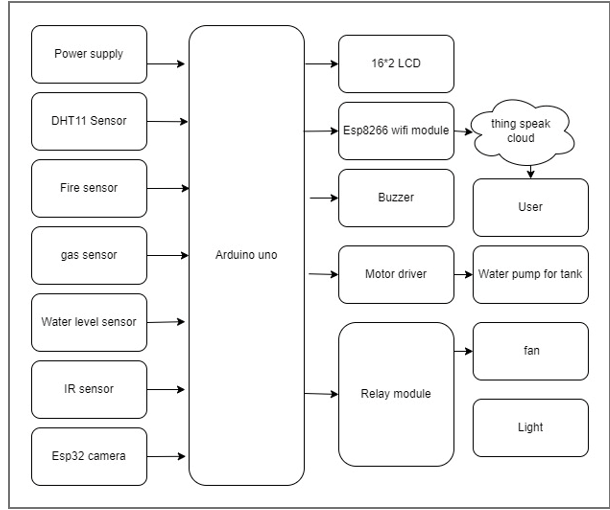 Power supply
DHT11 Sensor
Fire sensor
gas sensor
Water level sensor
IR sensor
Esp32 camera
Arduino uno
16*2 LCD
Esp8266 wifi module
Buzzer
Motor driver
Relay module
thing speak
cloud
User
Water pump for tank
fan
Light